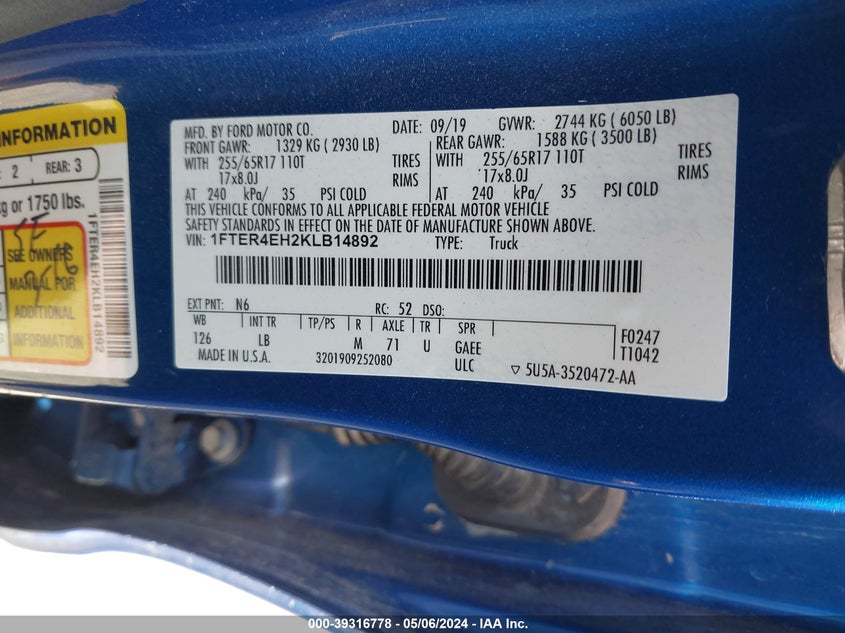 INFORMATION
2 REAR: 3
or 1750 lbs.
SEE OWNERS
MANUAL FOR
ADDITIONAL
INFORMATION
1FTER4EH2KLB14892
MFD. BY FORD MOTOR CO. DATE: 09/19 GVWR: 2744 KG ( 6050 LB)
FRONT GAWR: 1329 KG ( 2930 LB) REAR GAWR: 1588 KG ( 3500 LB)
WITH 255/65R17 110T TIRES WITH 255/65R17 110T TIRES
17x8.0J RIMS 17x8.0J RIMS
AT 240 kPa/ 35 PSI COLD AT 240 kPa/ 35 PSI COLD
THIS VEHICLE CONFORMS TO ALL APPLICABLE FEDERAL MOTOR VEHICLE
SAFETY STANDARDS IN EFFECT ON THE DATE OF MANUFACTURE SHOWN ABOVE.
VIN: 1FTER4EH2KLB14892 TYPE: Truck
EXT PNT: N6 RC: 52 DSO:
WB INT TR TP/PS R AXLE TR SPR
126 LB M 71 U GAEE
MADE IN U.S.A. 3201909252080 ULC
F0247
T1042
▽ 5U5A-3520472-AA
000-39316778 - 05/06/2024 - IAA Inc.